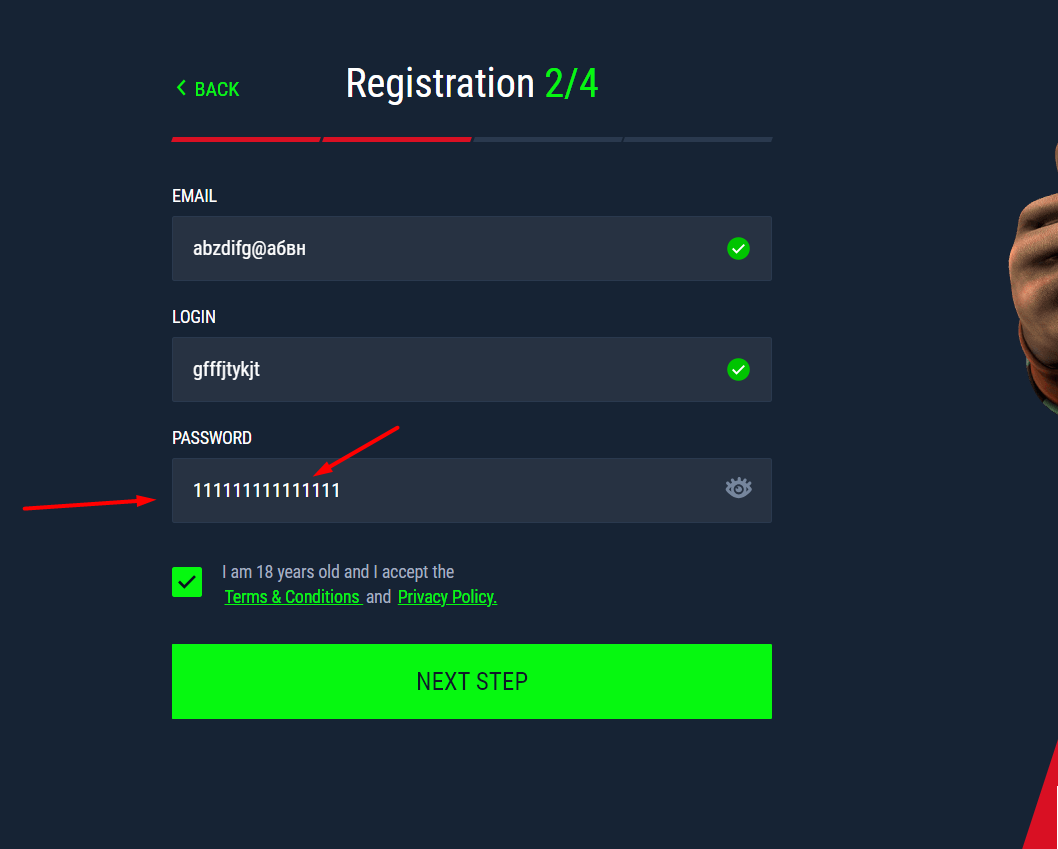 BACK
Registration 2/4
EMAIL
abzdifg@абвн
LOGIN
gfffjtykjt
PASSWORD
111111111111111
I am 18 years old and I accept the
Terms & Conditions and Privacy Policy.
NEXT STEP